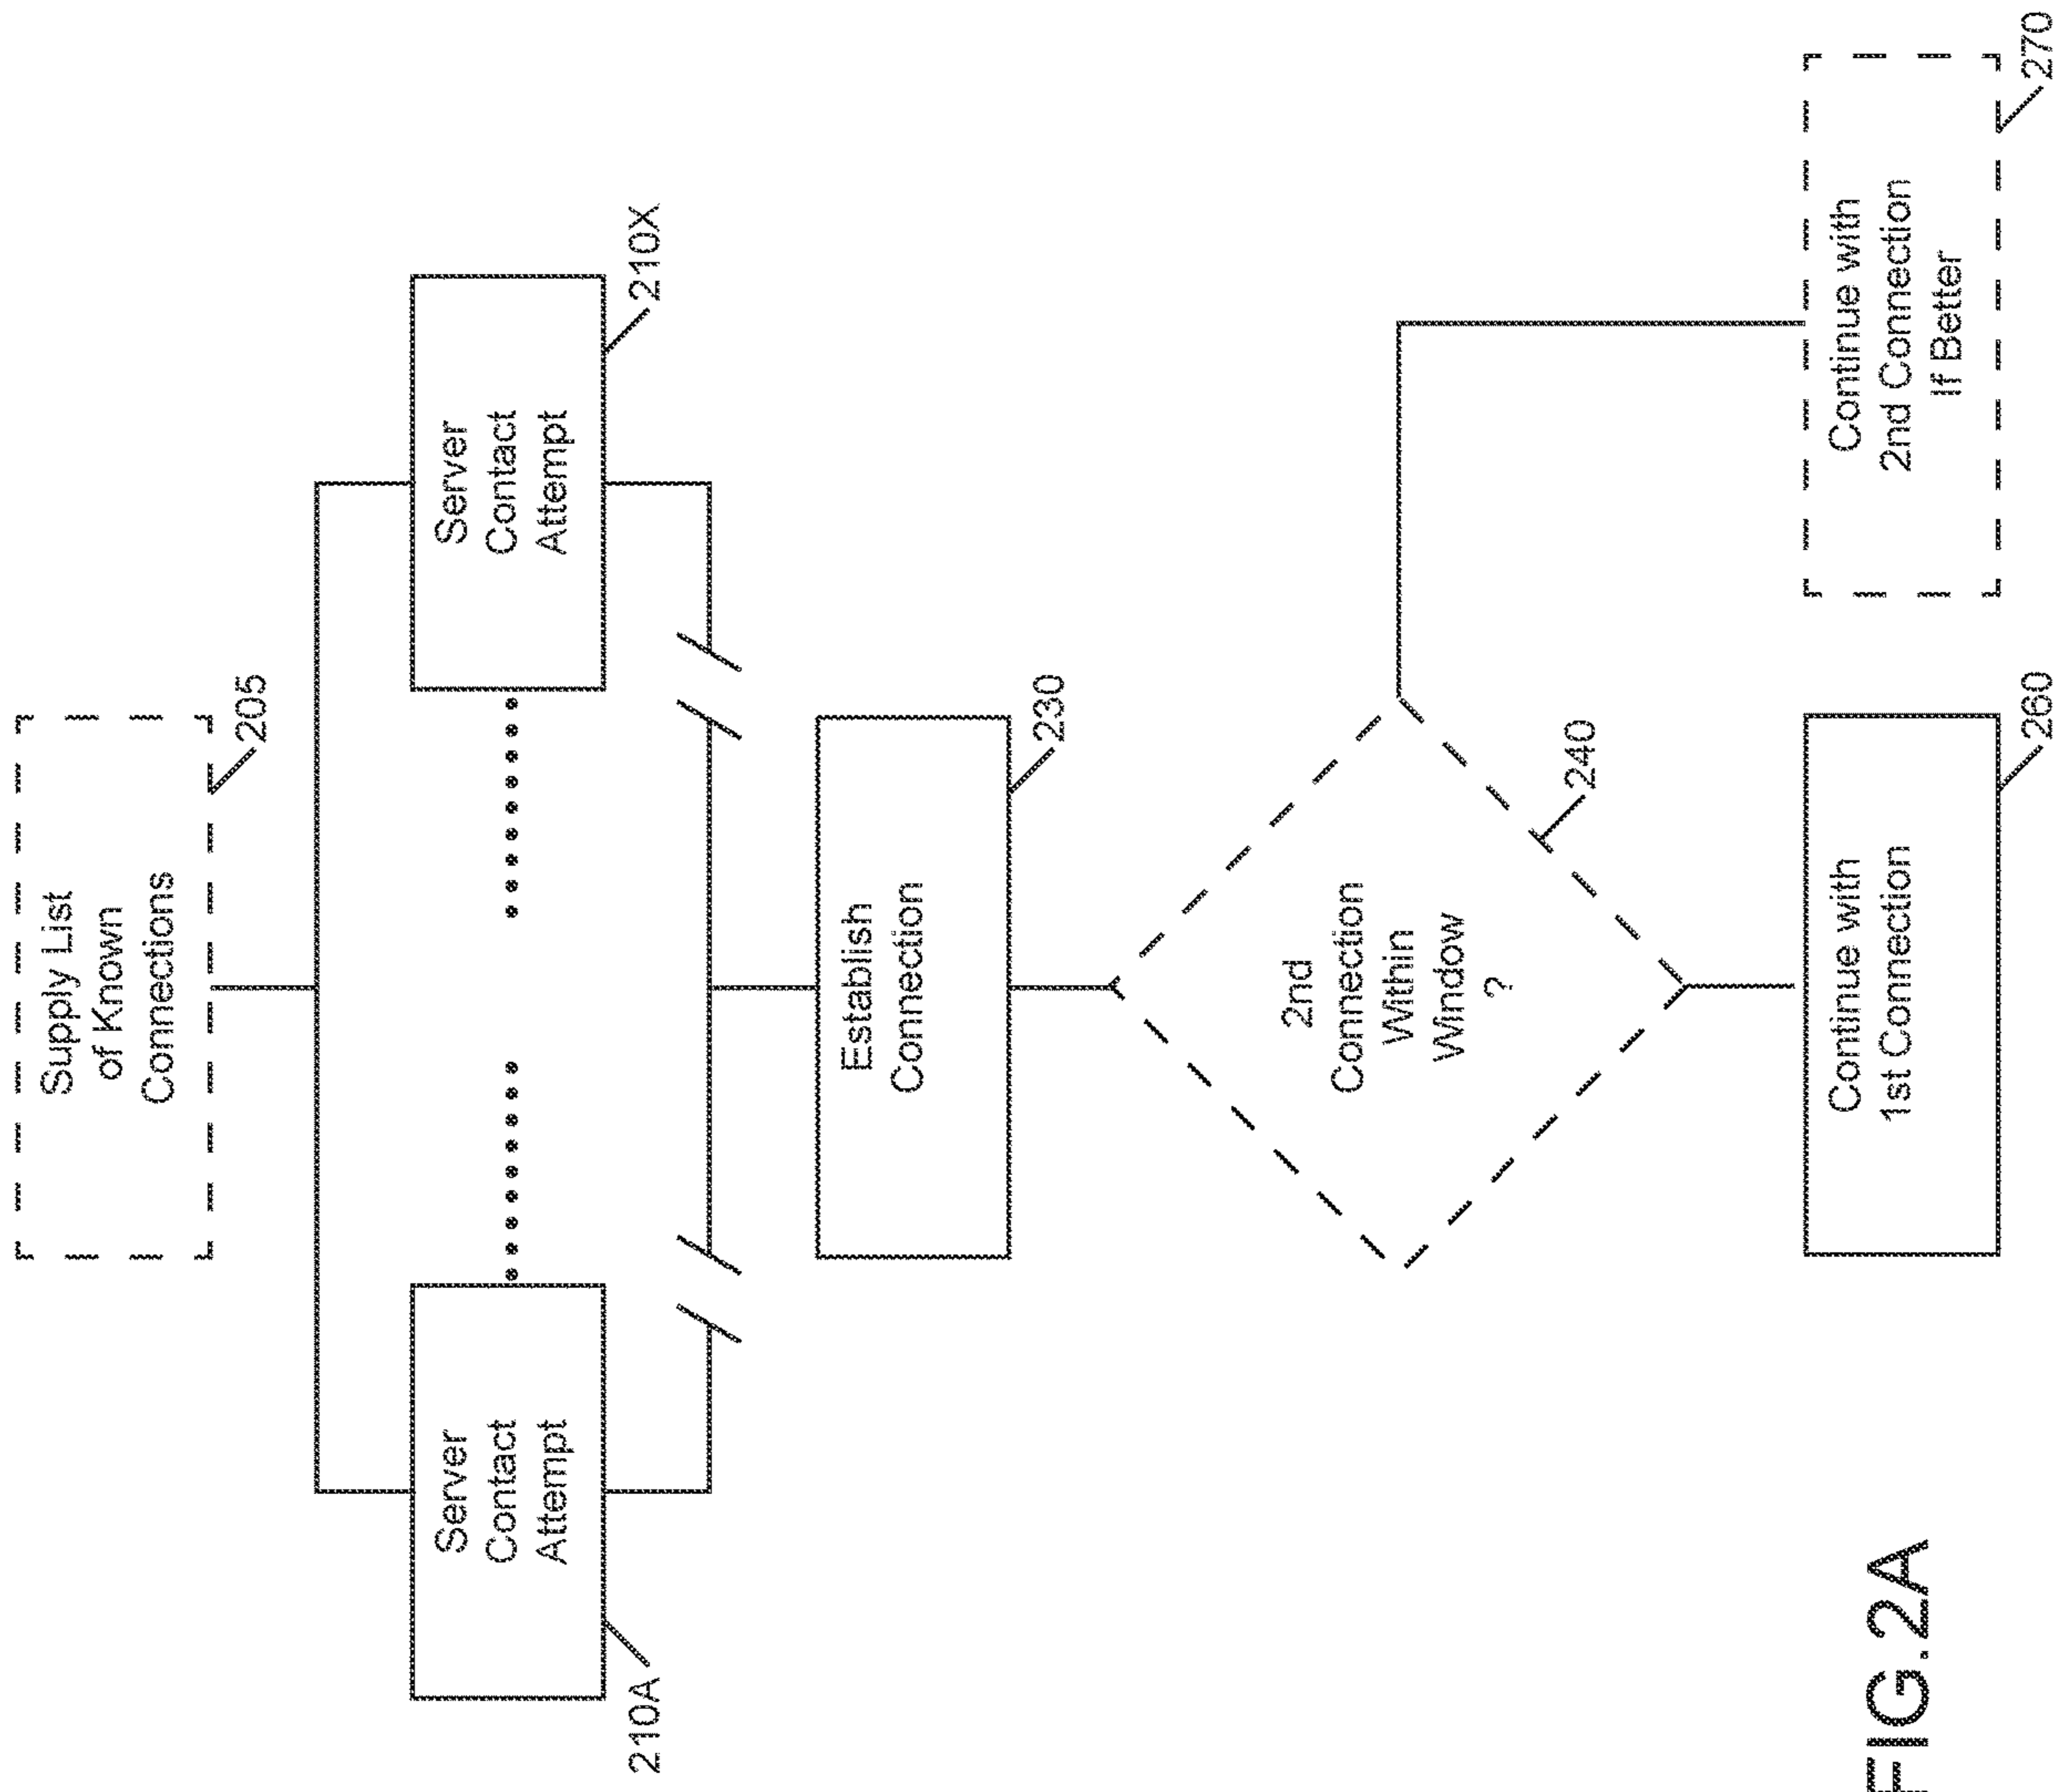 Supply List
of Known
Connections
205
Server
Contact
Attempt
210A
Server
Contact
Attempt
210X
Establish
Connection
230
2nd
Connection
Within
Window
?
240
Continue with
1st Connection
260
Continue with
2nd Connection
If Better
270
FIG.2A